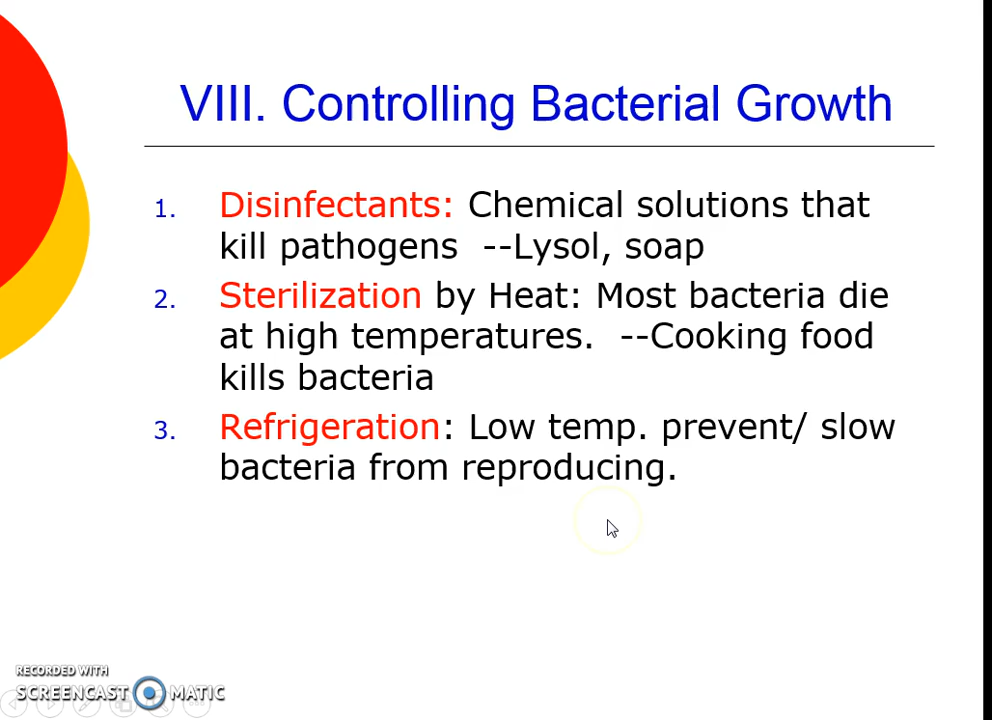 VIII. Controlling Bacterial Growth
1. Disinfectants: Chemical solutions that
kill pathogens --Lysol, soap
2. Sterilization by Heat: Most bacteria die
at high temperatures. --Cooking food
kills bacteria
3. Refrigeration: Low temp. prevent/ slow
bacteria from reproducing.
RECORDED WITH
SCREENCAST MATIC